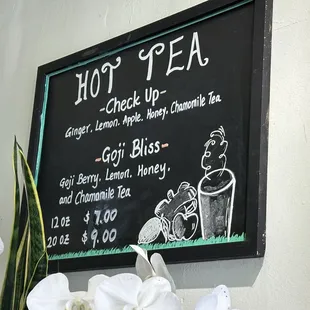 HOT TEA
-Check Up-
Ginger, Lemon, Apple, Honey, Chamomile Tea
-Goji Bliss-
Goji Berry, Lemon, Honey,
and Chamomile Tea
12 oz $ 7.00
20 oz $ 9.00